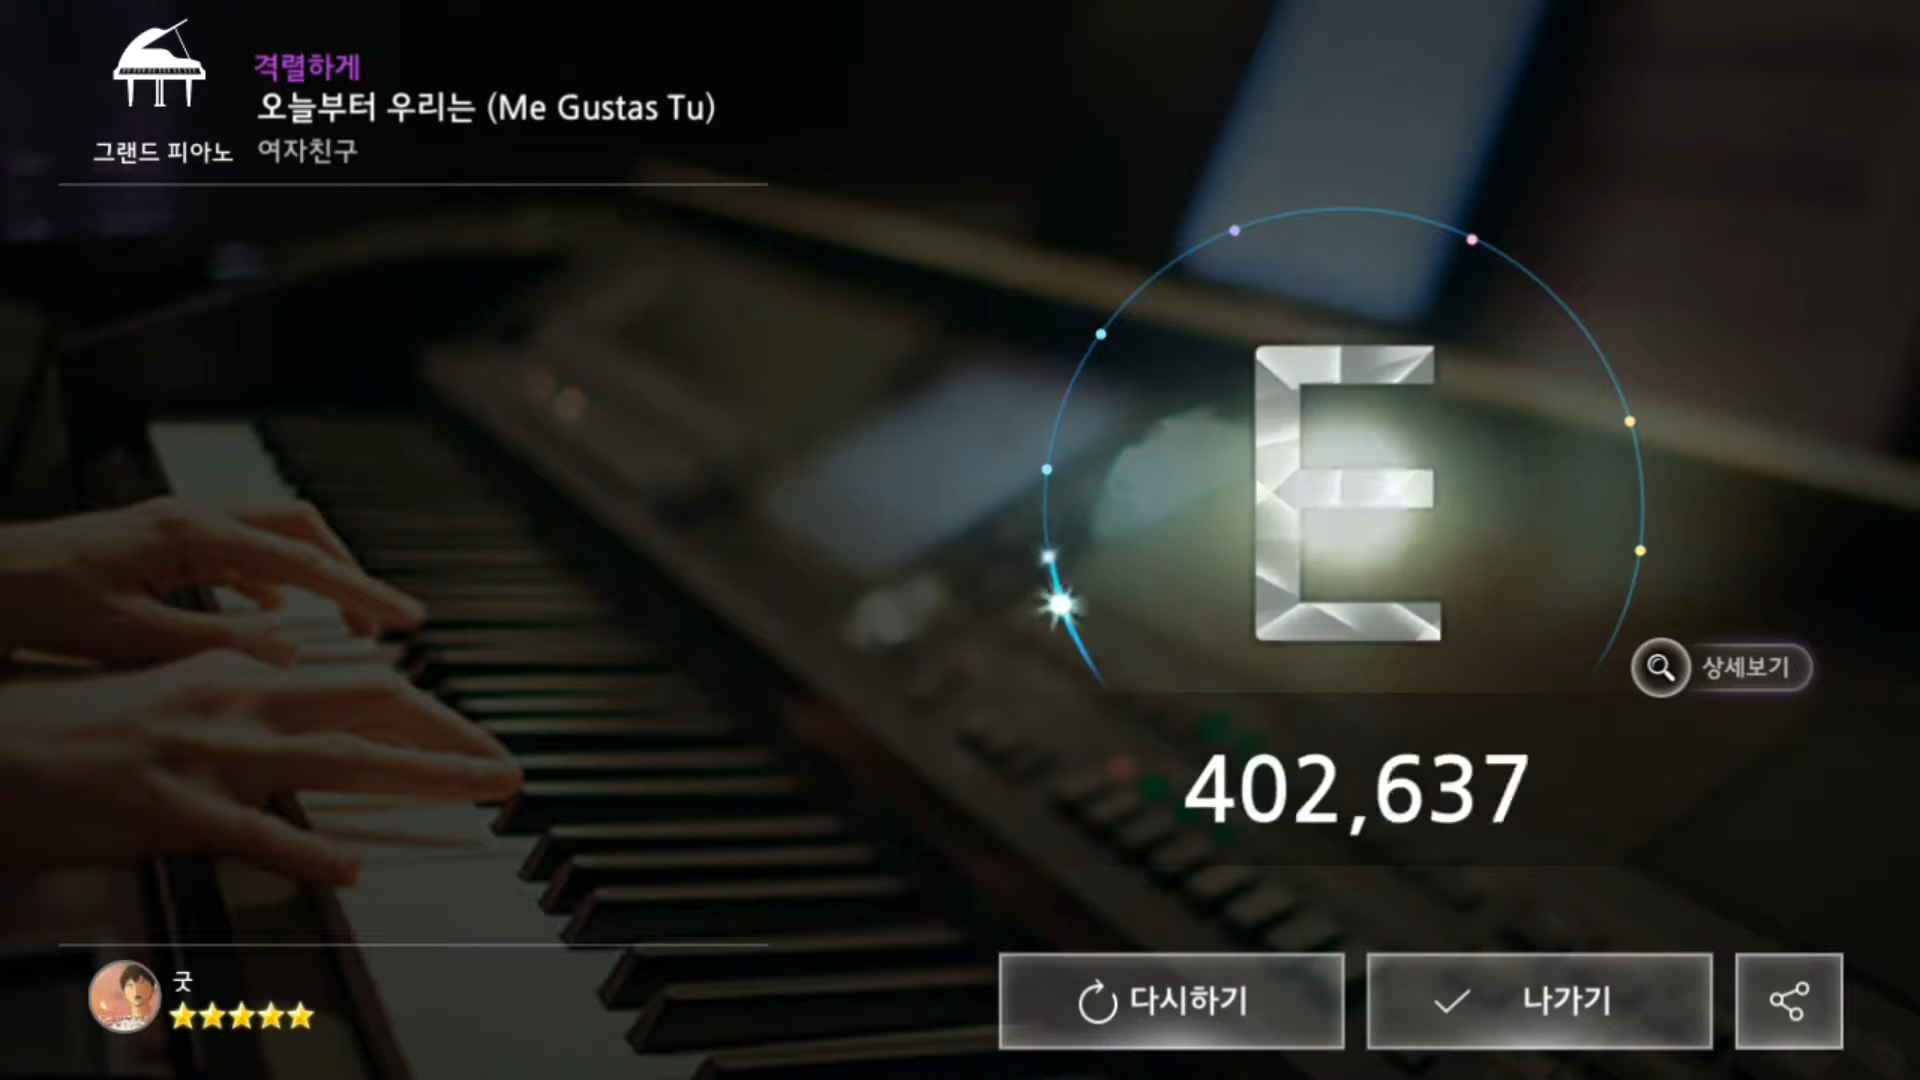 격렬하게
오늘부터 우리는 (Me Gustas Tu)
그랜드 피아노
여자친구
E
상세보기
402,637
굿
다시하기
나가기